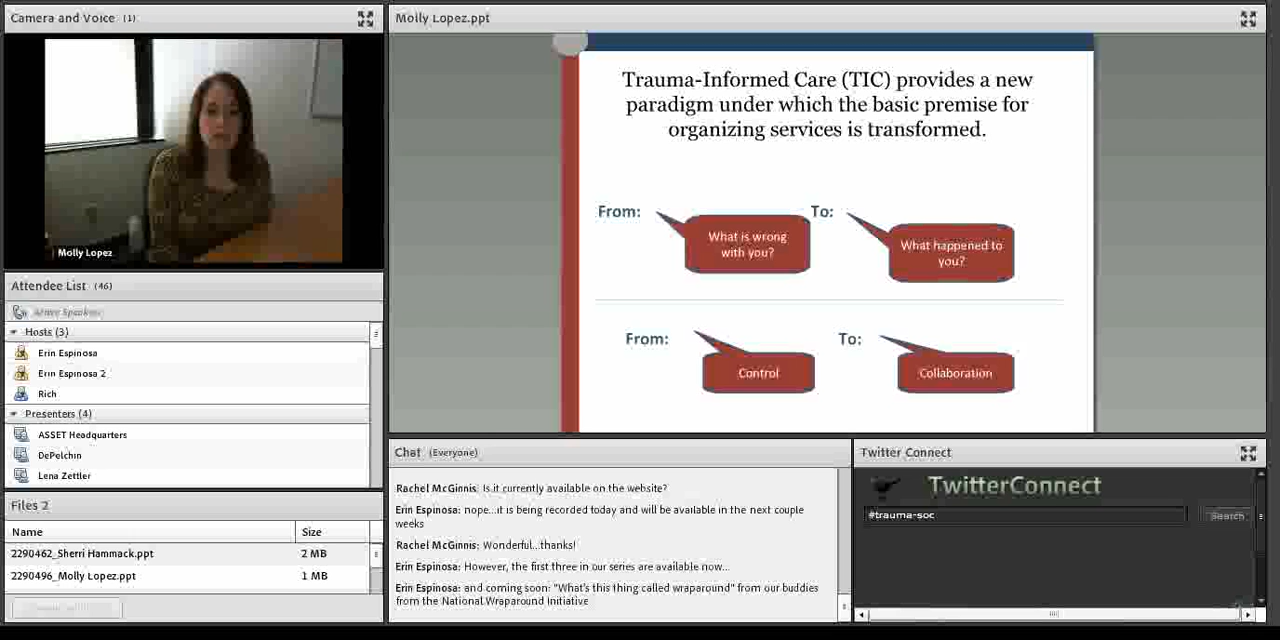 Camera and Voice (1)
Molly Lopez
Attendee List (46)
Active Speakers
Hosts (3)
Erin Espinosa
Erin Espinosa 2
Rich
Presenters (4)
ASSET Headquarters
DePelchin
Lena Zettler
Files 2
Name Size
2290462_Sherri Hammack.ppt 2 MB
2290496_Molly Lopez.ppt 1 MB
Molly Lopez.ppt
Trauma-Informed Care (TIC) provides a new
paradigm under which the basic premise for
organizing services is transformed.
From:
What is wrong
with you?
To:
What happened to
you?
From:
Control
To:
Collaboration
Chat (Everyone)
Rachel McGinnis: Is it currently available on the website?
Erin Espinosa: nope...it is being recorded today and will be available in the next couple
weeks
Rachel McGinnis: Wonderful...thanks!
Erin Espinosa: However, the first three in our series are available now...
Erin Espinosa: and coming soon: "What's this thing called wraparound" from our buddies
from the National Wraparound Initiative
Twitter Connect
TwitterConnect
#trauma-soc
Search